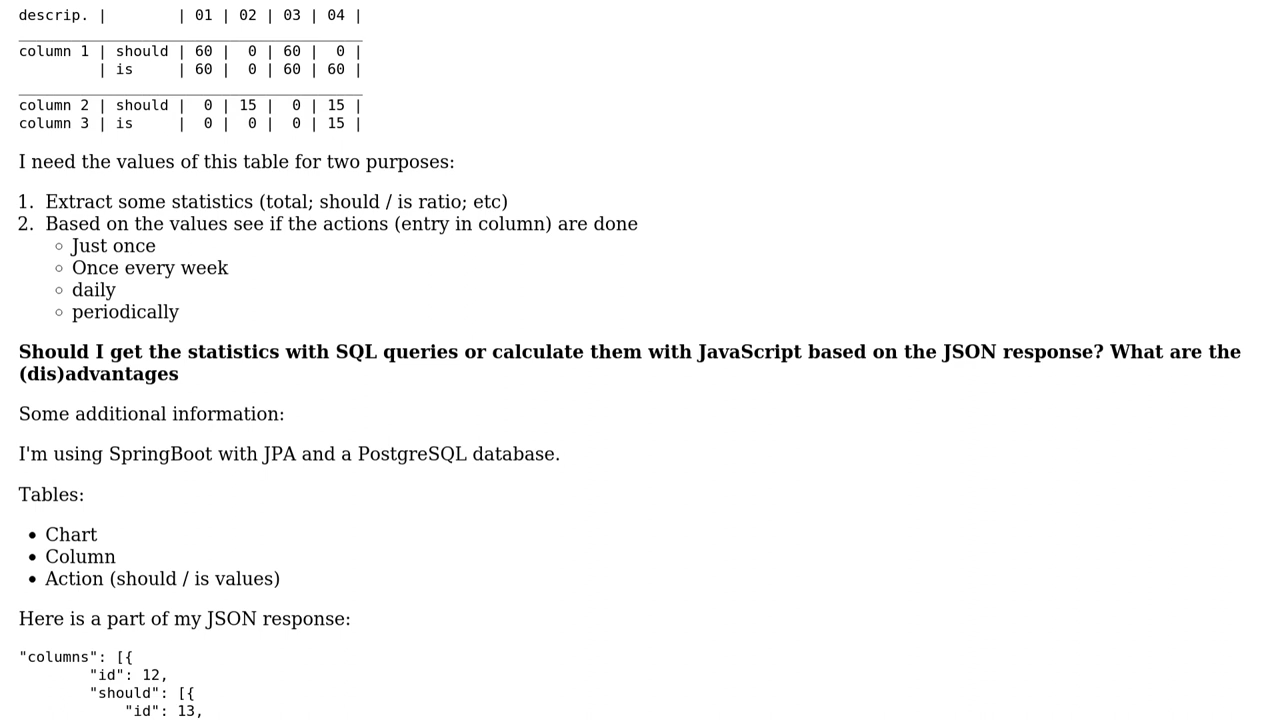 descrip. |        | 01 | 02 | 03 | 04 |
_______________________________________
column 1 | should | 60 |  0 | 60 |  0 |
         | is     | 60 |  0 | 60 | 60 |
_______________________________________
column 2 | should |  0 | 15 |  0 | 15 |
column 3 | is     |  0 |  0 |  0 | 15 |
I need the values of this table for two purposes:
1. Extract some statistics (total; should / is ratio; etc)
2. Based on the values see if the actions (entry in column) are done
◦ Just once
◦ Once every week
◦ daily
◦ periodically
Should I get the statistics with SQL queries or calculate them with JavaScript based on the JSON response? What are the
(dis)advantages
Some additional information:
I'm using SpringBoot with JPA and a PostgreSQL database.
Tables:
• Chart
• Column
• Action (should / is values)
Here is a part of my JSON response:
"columns": [{
        "id": 12,
        "should": [{
            "id": 13,